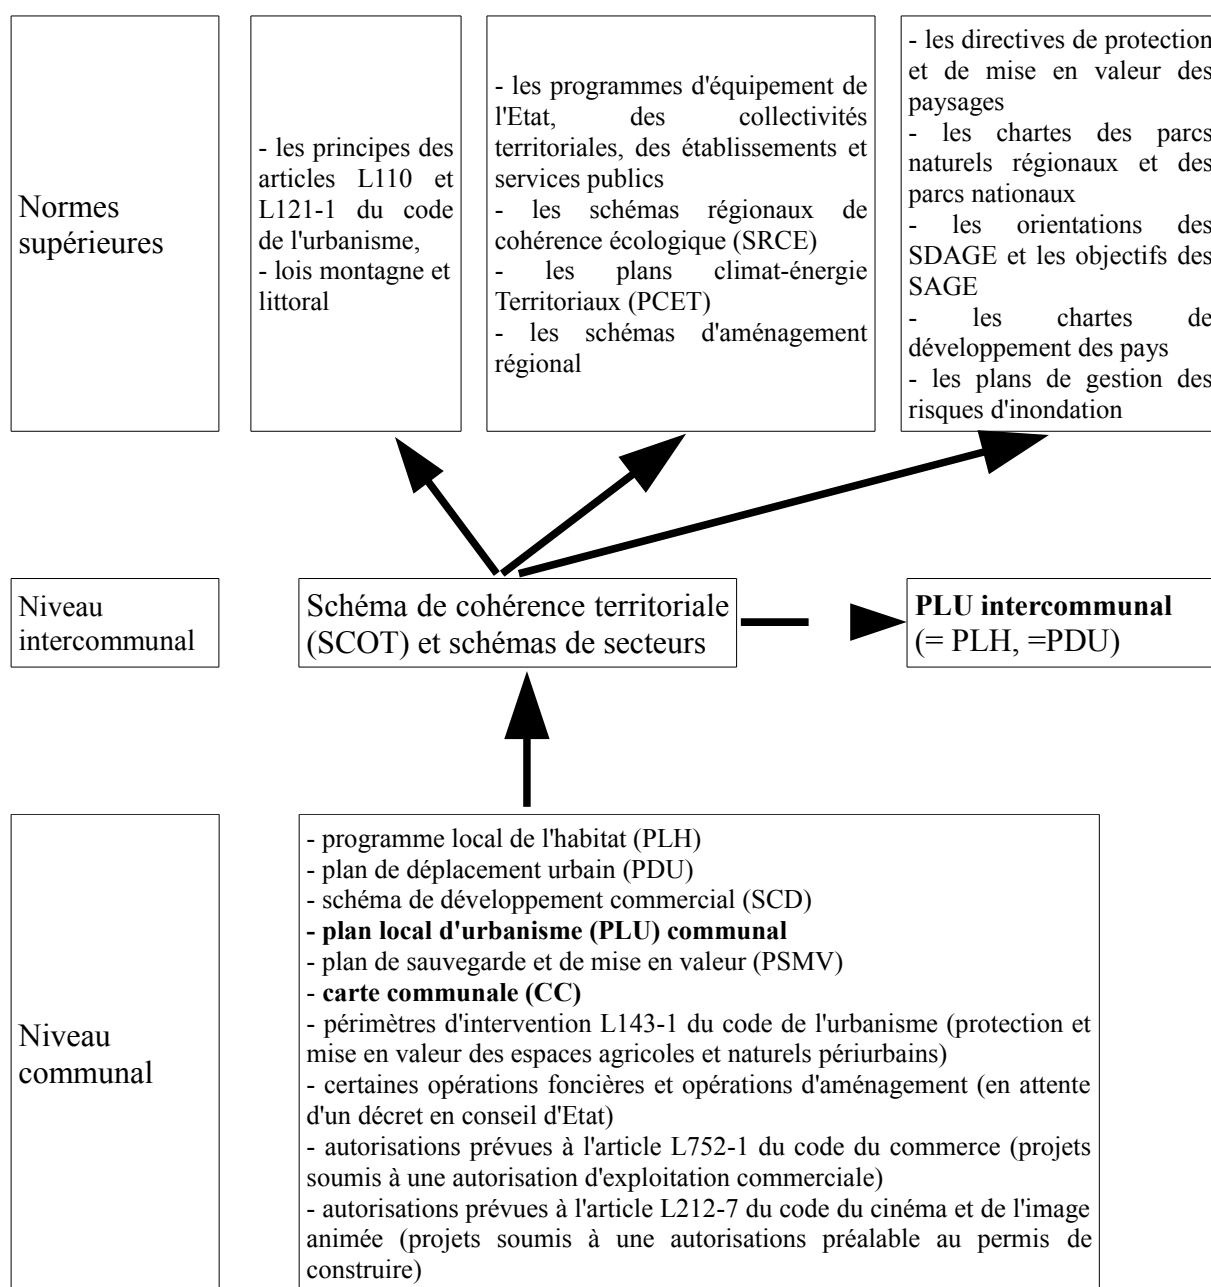 Normes
supérieures
- les principes des
articles L110 et
L121-1 du code
de l'urbanisme,
- lois montagne et
littoral
- les programmes d'équipement de
l'Etat, des collectivités
territoriales, des établissements et
services publics
- les schémas régionaux de
cohérence écologique (SRCE)
- les plans climat-énergie
Territoriaux (PCET)
- les schémas d'aménagement
régional
- les directives de protection
et de mise en valeur des
paysages
- les chartes des parcs
naturels régionaux et des
parcs nationaux
- les orientations des
SDAGE et les objectifs des
SAGE
- les chartes de
développement des pays
- les plans de gestion des
risques d'inondation
Niveau
intercommunal
Schéma de cohérence territoriale
(SCOT) et schémas de secteurs
PLU intercommunal
(= PLH, =PDU)
Niveau
communal
- programme local de l'habitat (PLH)
- plan de déplacement urbain (PDU)
- schéma de développement commercial (SCD)
- plan local d'urbanisme (PLU) communal
- plan de sauvegarde et de mise en valeur (PSMV)
- carte communale (CC)
- périmètres d'intervention L143-1 du code de l'urbanisme (protection et
mise en valeur des espaces agricoles et naturels périurbains)
- certaines opérations foncières et opérations d'aménagement (en attente
d'un décret en conseil d'Etat)
- autorisations prévues à l'article L752-1 du code du commerce (projets
soumis à une autorisation d'exploitation commerciale)
- autorisations prévues à l'article L212-7 du code du cinéma et de l'image
animée (projets soumis à une autorisations préalable au permis de
construire)